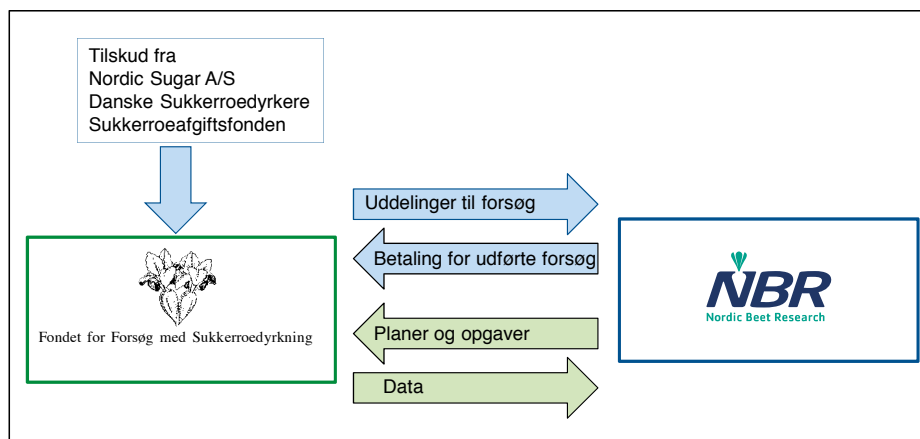 Tilskud fra
Nordic Sugar A/S
Danske Sukkerroedyrkere
Sukkerroeafgiftsfonden
Uddelinger til forsøg
Betaling for udførte forsøg
Fondet for Forsøg med Sukkerroedyrkning
Planer og opgaver
Data
NBR
Nordic Beet Research